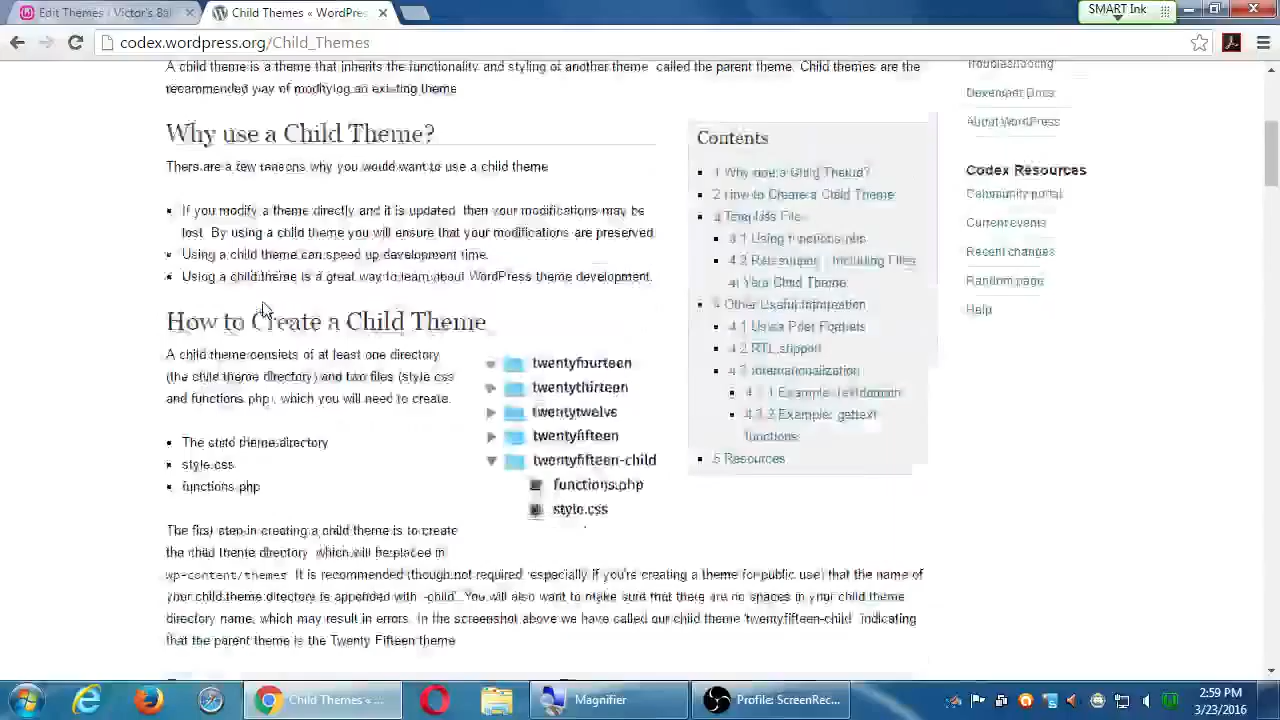 Edit Themes ‹ Victor's Bal
Child Themes « WordPres
SMART Ink
codex.wordpress.org/Child_Themes
A child theme is a theme that inherits the functionality and styling of another theme called the parent theme. Child themes are the
recommended way of modifying an existing theme
Troubleshooting
Developer Docs
About WordPress
Why use a Child Theme?
There are a few reasons why you would want to use a child theme
If you modify a theme directly and it is updated then your modifications may be
lost. By using a child theme you will ensure that your modifications are preserved.
Using a child theme can speed up development time.
Using a child theme is a great way to learn about WordPress theme development.
Contents
1 Why use a Child Theme?
2 How to Create a Child Theme
Template Files
Using functions.php
Including Files
Your Child Theme
4 Other Useful Information
4.1 Using Post Formats
4.2 RTL support
Internationalization
Example: textdomain
Example: gettext
functions
5 Resources
Codex Resources
Community portal
Current events
Recent changes
Random page
Help
How to Create a Child Theme
A child theme consists of at least one directory
(the child theme directory) and two files (style.css
and functions.php), which you will need to create.
The child theme directory
style.css
functions.php
twentyfourteen
twentythirteen
twentytwelve
twentyfifteen
twentyfifteen-child
functions.php
style.css
The first step in creating a child theme is to create
the child theme directory which will be placed in
wp-content/themes It is recommended (though not required especially if you're creating a theme for public use) that the name of
your child theme directory is appended with -child You will also want to make sure that there are no spaces in your child theme
directory name, which may result in errors. In the screenshot above we have called our child theme 'twentyfifteen-child' indicating
that the parent theme is the Twenty Fifteen theme
Child Themes « ...
Magnifier
Profile: ScreenRec...
2:59 PM
3/23/2016